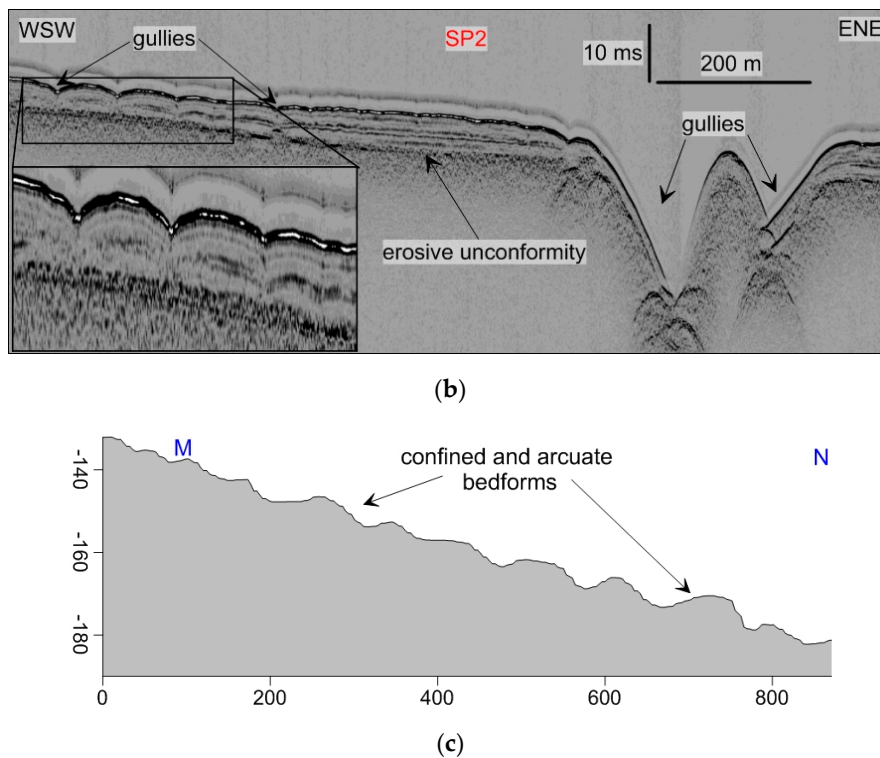 WSW
gullies
SP2
10 ms
200 m
ENE
gullies
erosive unconformity
(b)
M
confined and arcuate
bedforms
N
-140
-160
-180
0
200
400
600
800
(c)